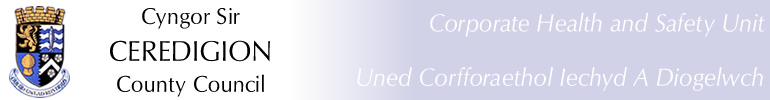 Cyngor Sir
CEREDIGION
County Council
Corporate Health and Safety Unit
Uned Corfforaethol Iechyd A Diogelwch